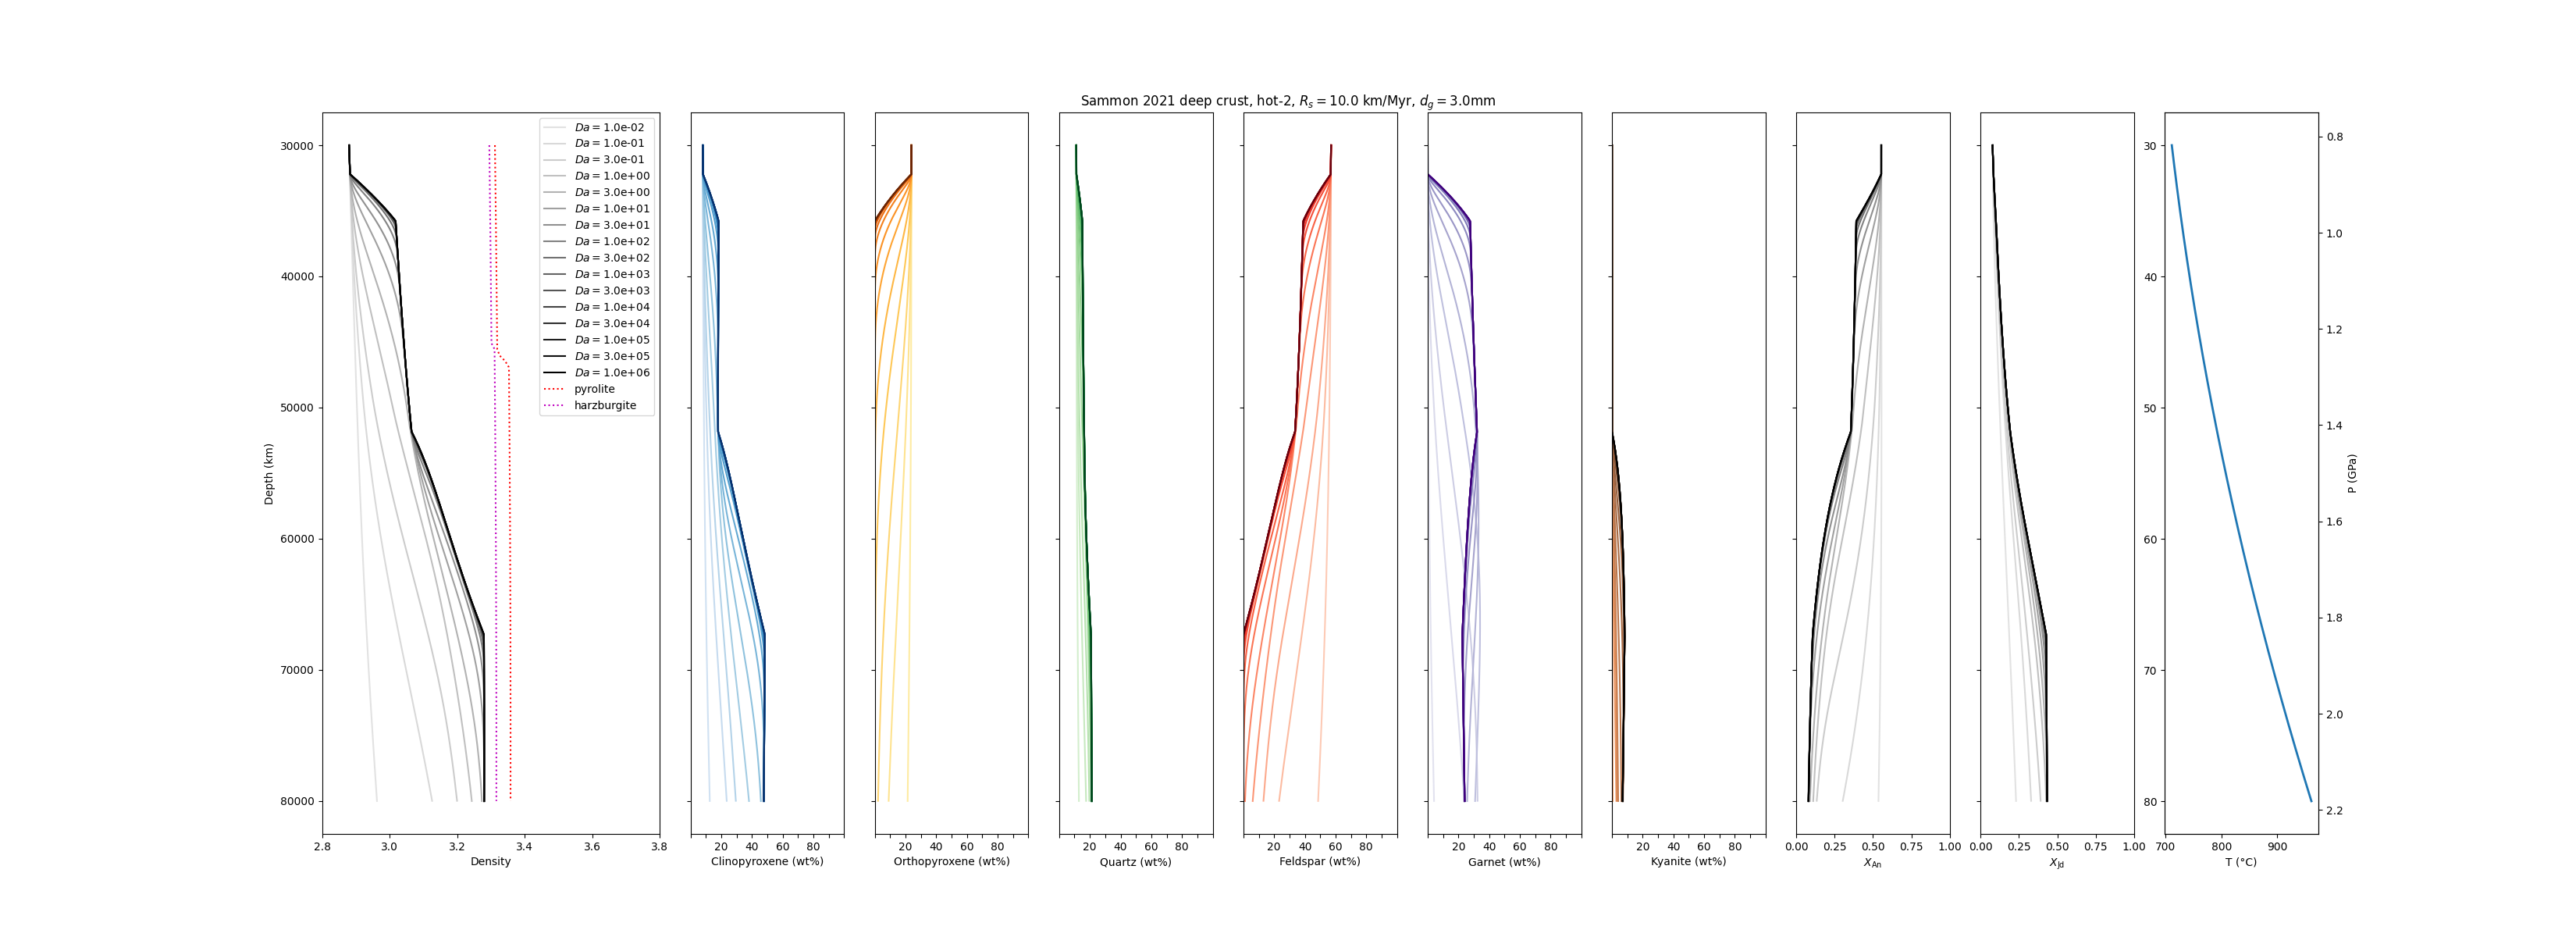 Sammon 2021 deep crust, hot-2, R_s = 10.0 km/Myr, d_g = 3.0mm
Da = 1.0e-02
Da = 1.0e-01
Da = 3.0e-01
Da = 1.0e+00
Da = 3.0e+00
Da = 1.0e+01
Da = 3.0e+01
Da = 1.0e+02
Da = 3.0e+02
Da = 1.0e+03
Da = 3.0e+03
Da = 1.0e+04
Da = 3.0e+04
Da = 1.0e+05
Da = 3.0e+05
Da = 1.0e+06
pyrolite
harzburgite
Depth (km)
30000
40000
50000
60000
70000
80000
2.8 3.0 3.2 3.4 3.6 3.8
Density
20 40 60 80
Clinopyroxene (wt%)
20 40 60 80
Orthopyroxene (wt%)
20 40 60 80
Quartz (wt%)
20 40 60 80
Feldspar (wt%)
20 40 60 80
Garnet (wt%)
20 40 60 80
Kyanite (wt%)
0.00 0.25 0.50 0.75 1.00
X_An
0.00 0.25 0.50 0.75 1.00
X_Jd
30
40
50
60
70
80
700 800 900
T (°C)
0.8
1.0
1.2
1.4
1.6
1.8
2.0
2.2
P (GPa)